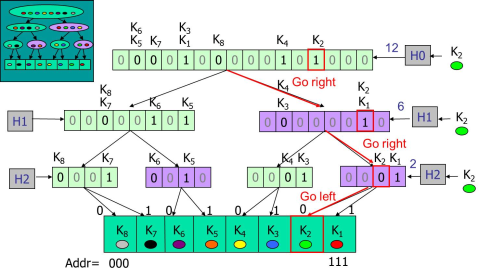 K6 K3
K5 K7 K1 K8 K4 K2
0 0 0 0 1 0 0 0 0 1 0 1 0 0 0
12 H0 K2
Go right
K8 K4 K2
K7 K6 K5 K3 K1
H1 0 0 0 0 1 0 1 0 0 0 0 0 0 1 0 6 H1 K2
Go right
K8 K7 K6 K5 K4 K3 K2 K1
H2 0 0 0 1 0 0 1 0 0 0 0 1 0 0 0 1 2 H2 K2
Go left
0 1 0 1 0 1 0 1
K8 K7 K6 K5 K4 K3 K2 K1
Addr= 000 111